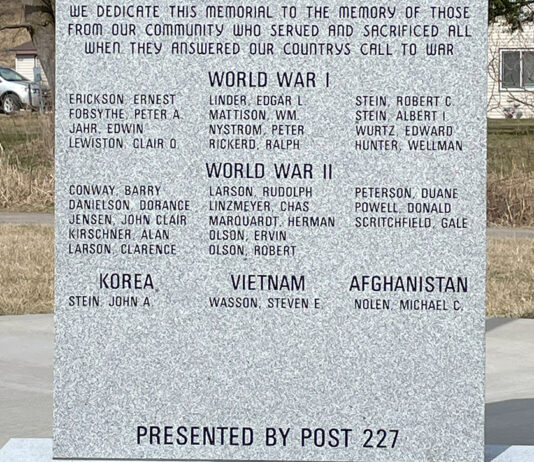 WE DEDICATE THIS MEMORIAL TO THE MEMORY OF THOSE
FROM OUR COMMUNITY WHO SERVED AND SACRIFICED ALL
WHEN THEY ANSWERED OUR COUNTRYS CALL TO WAR
WORLD WAR I
ERICKSON, ERNEST LINDER, EDGAR L. STEIN, ROBERT C.
FORSYTHE, PETER A. MATTISON, WM. STEIN, ALBERT I.
JAHR, EDWIN NYSTROM, PETER WURTZ, EDWARD
LEWISTON, CLAIR O. RICKERD, RALPH HUNTER, WELLMAN
WORLD WAR II
CONWAY, BARRY LARSON, RUDOLPH PETERSON, DUANE
DANIELSON, DORANCE LINZMEYER, CHAS POWELL, DONALD
JENSEN, JOHN CLAIR MARQUARDT, HERMAN SCRITCHFIELD, GALE
KIRSCHNER, ALAN OLSON, ERVIN
LARSON, CLARENCE OLSON, ROBERT
KOREA VIETNAM AFGHANISTAN
STEIN, JOHN A. WASSON, STEVEN E. NOLEN, MICHAEL C.
PRESENTED BY POST 227